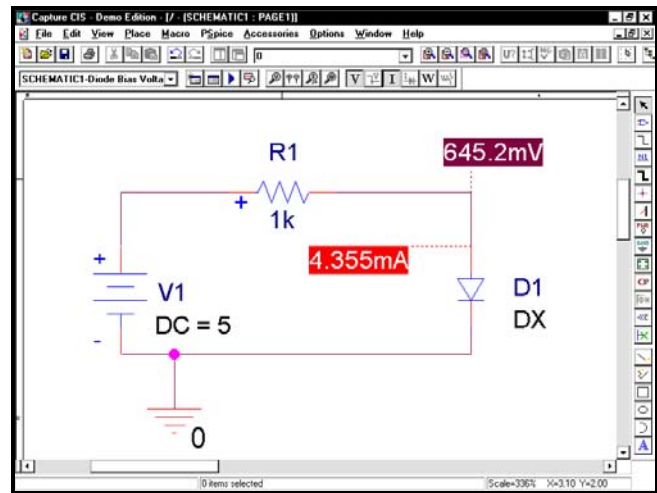 Capture CIS - Demo Edition - [/ - (SCHEMATIC1 : PAGE1)]
File Edit View Place Macro PSpice Accessories Options Window Help
0
U?
SCHEMATIC1-Diode Bias Volta
V I W
R1
645.2mV
+
1k
4.355mA
+
V1
D1
DC = 5
DX
-
0
0 items selected
Scale=336% X=3.10 Y=2.00